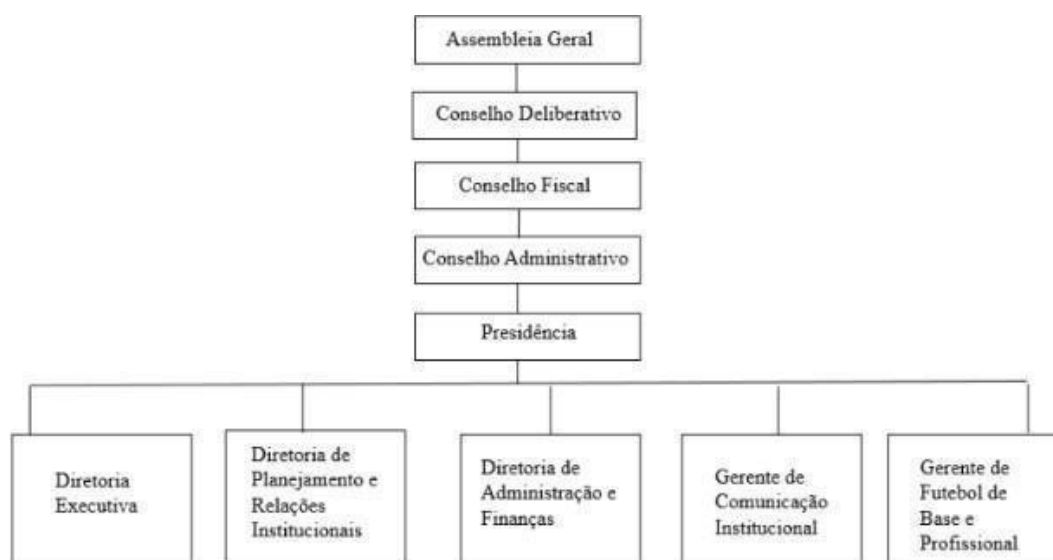 Assembleia Geral
Conselho Deliberativo
Conselho Fiscal
Conselho Administrativo
Presidência
Diretoria
Executiva
Diretoria de
Planejamento e
Relações
Institucionais
Diretoria de
Administração e
Finanças
Gerente de
Comunicação
Institucional
Gerente de
Futebol de
Base e
Profissional